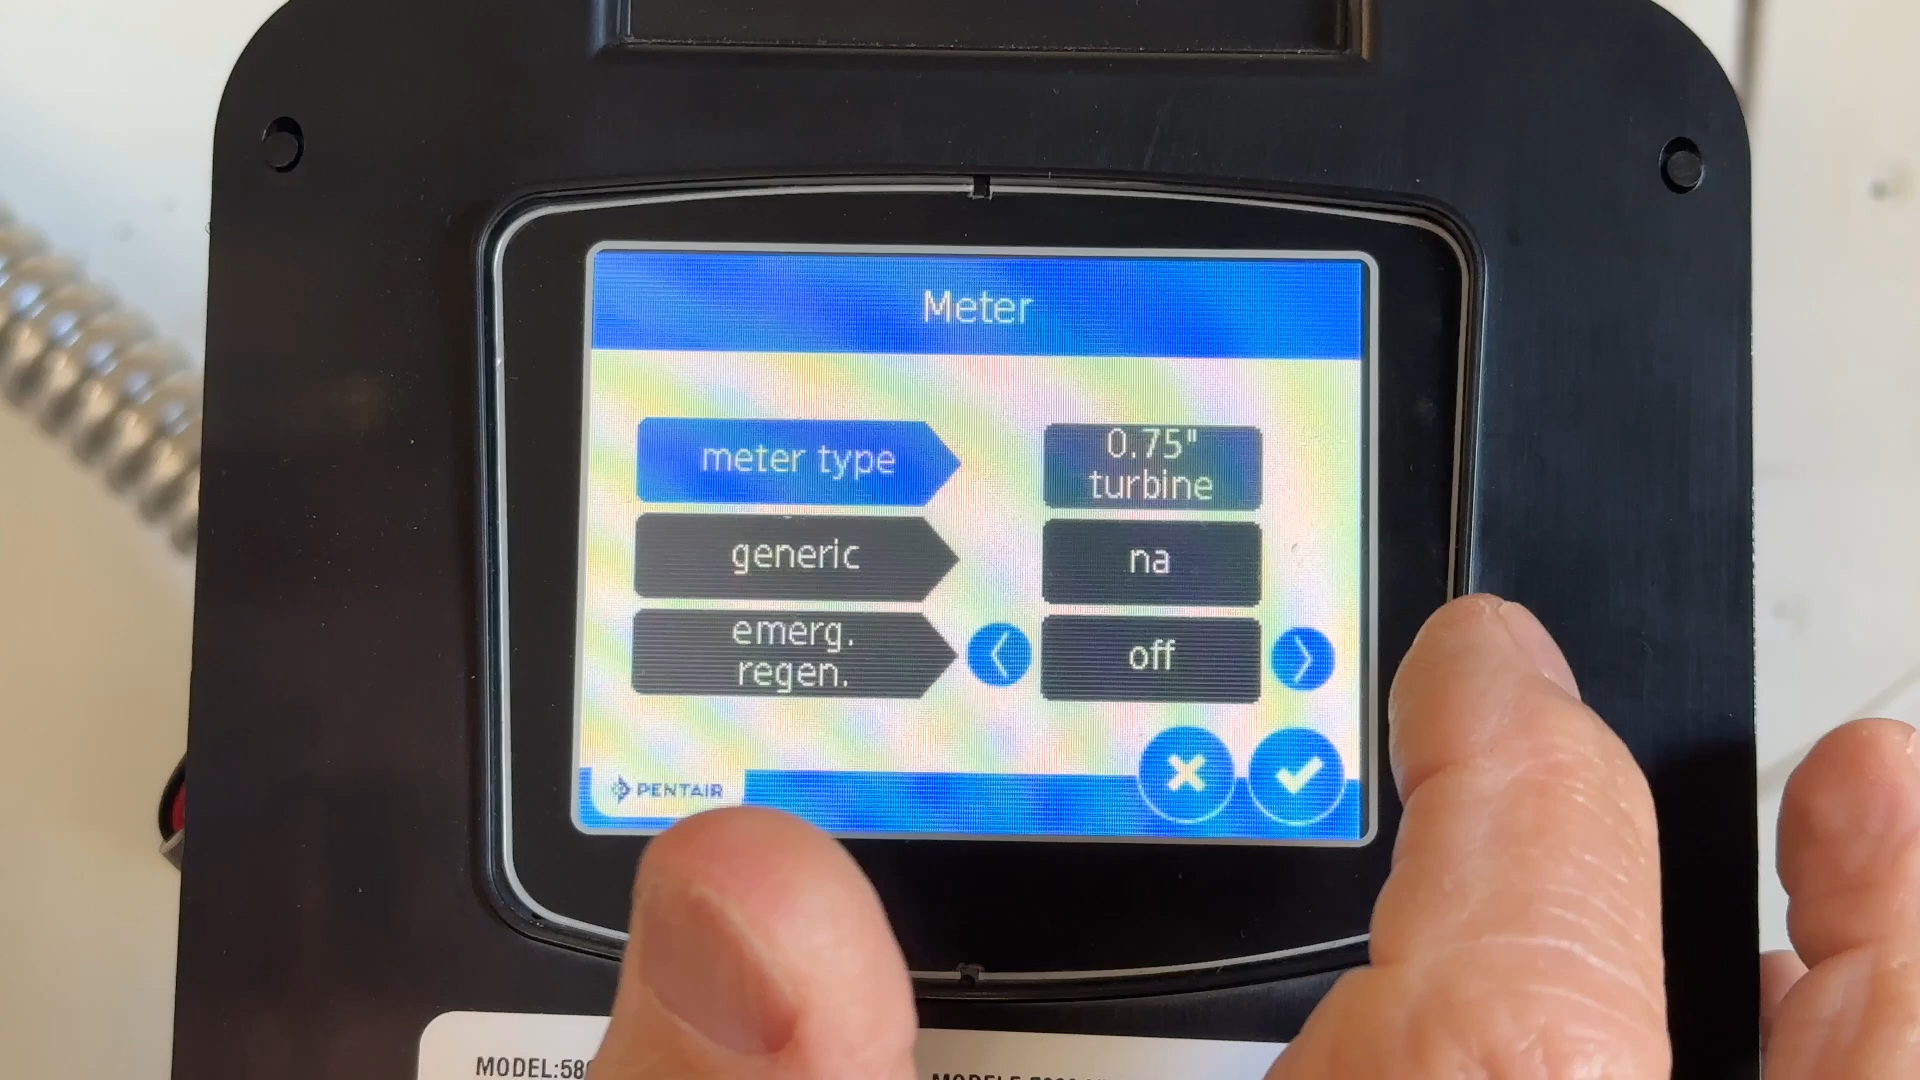 Meter
meter type
0.75"
turbine
generic
na
emerg.
regen.
off
PENTAIR
MODEL:58